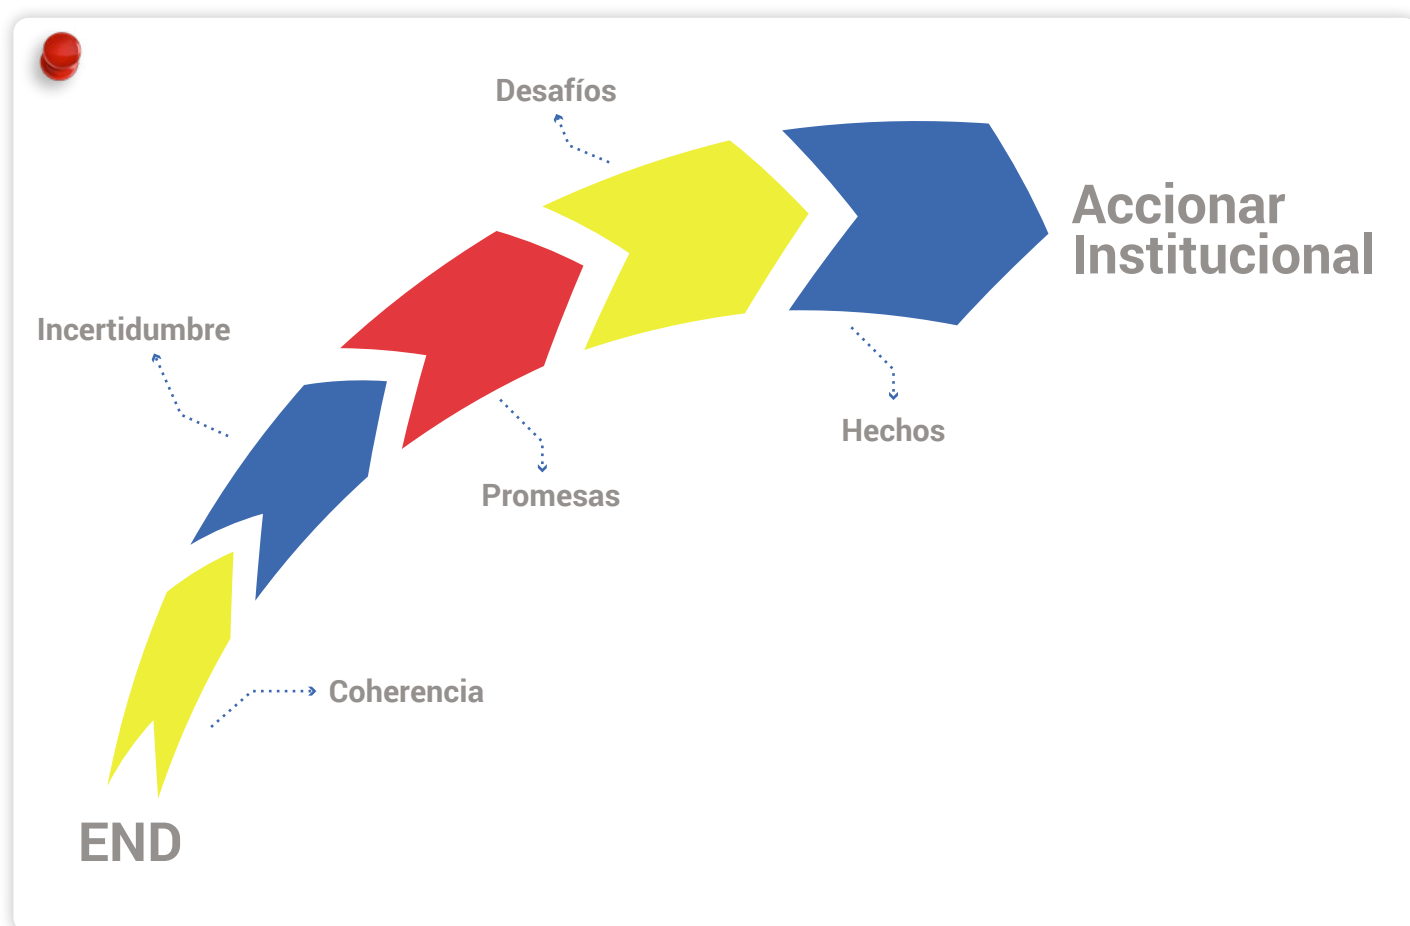 Desafíos
Accionar
Institucional
Incertidumbre
Hechos
Promesas
Coherencia
END